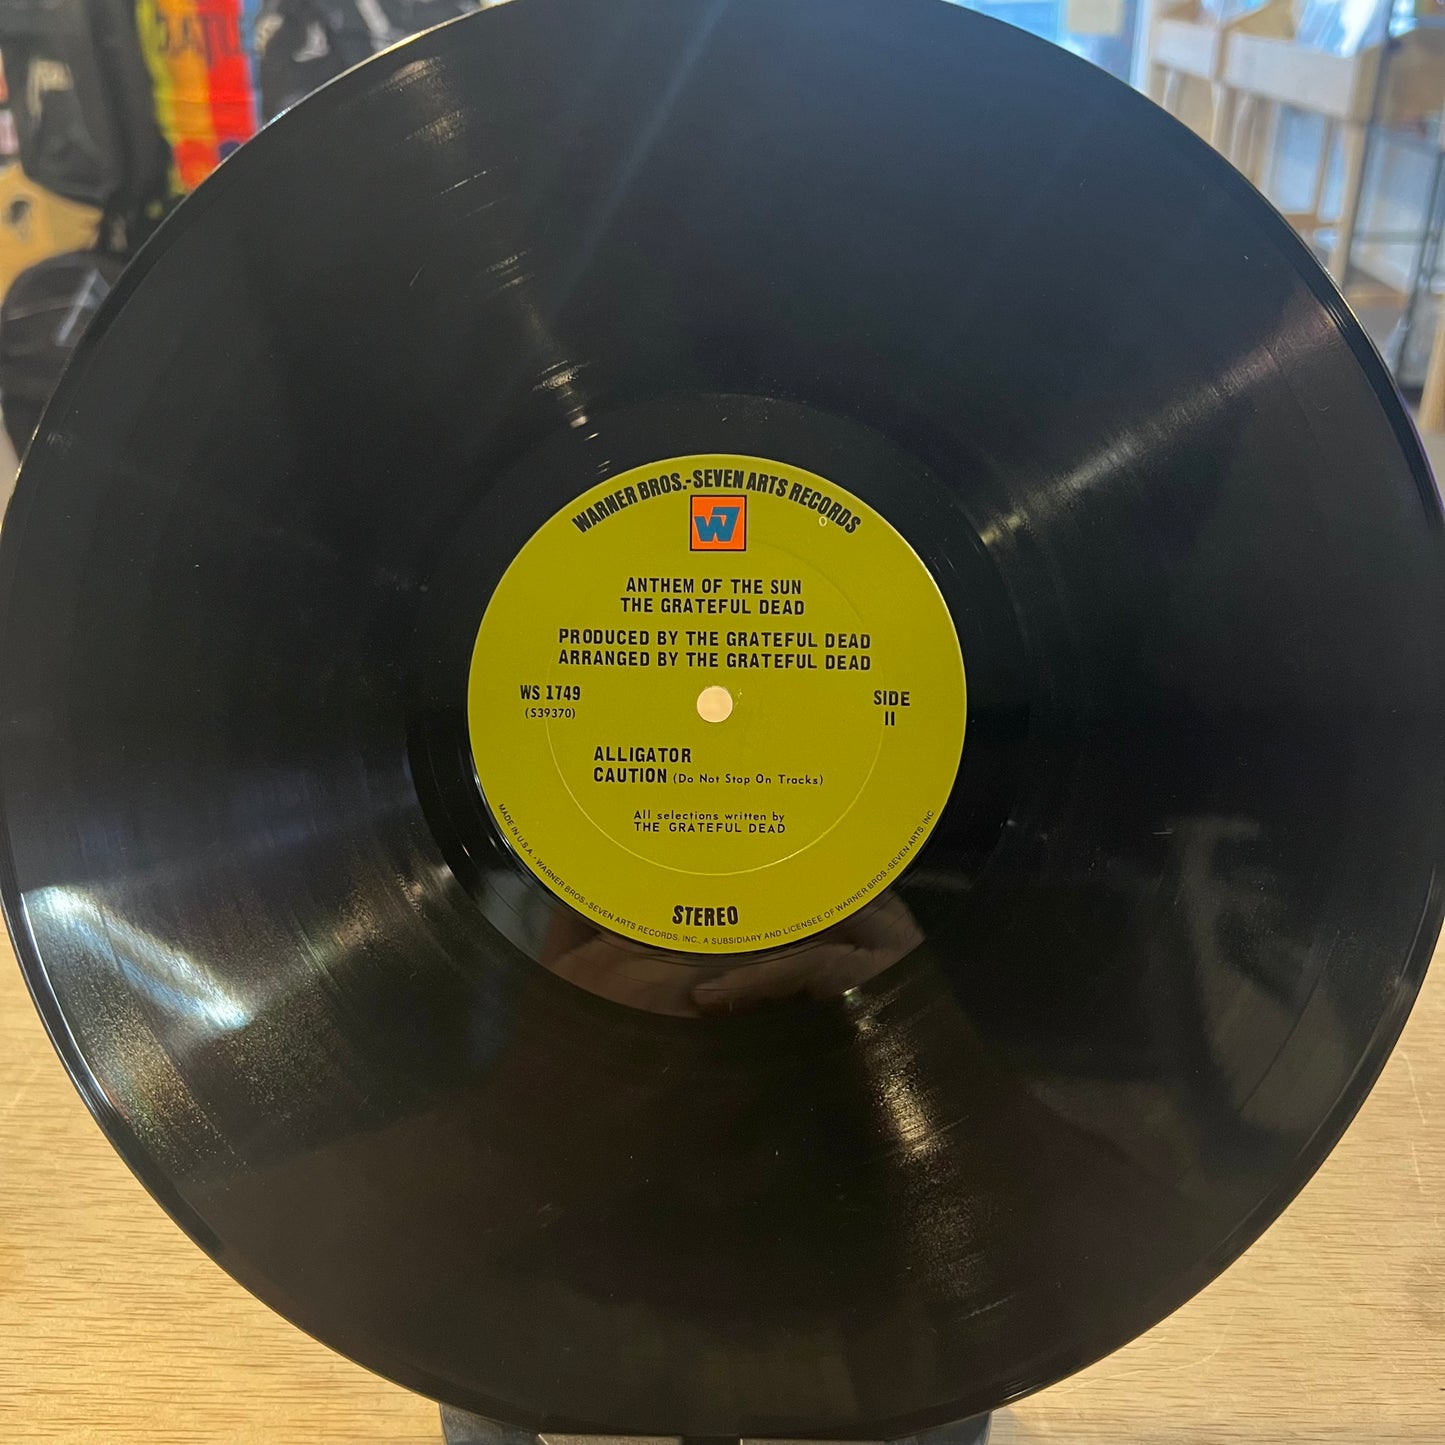 WARNER BROS.-SEVEN ARTS RECORDS
W7
ANTHEM OF THE SUN
THE GRATEFUL DEAD
PRODUCED BY THE GRATEFUL DEAD
ARRANGED BY THE GRATEFUL DEAD
WS 1749
(S39370)
SIDE
II
ALLIGATOR
CAUTION (Do Not Stop On Tracks)
All selections written by
THE GRATEFUL DEAD
STEREO
MADE IN U.S.A. - WARNER BROS.-SEVEN ARTS RECORDS, INC., A SUBSIDIARY AND LICENSEE OF WARNER BROS.-SEVEN ARTS, INC.